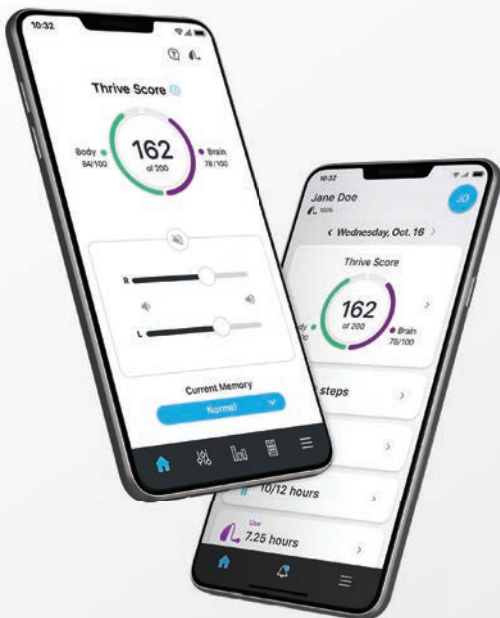 10:32
Thrive Score
Body
84/100
162
of 200
Brain
78/100
R
L
Current Memory
Normal
10:32
Jane Doe
100%
JD
< Wednesday, Oct. 16 >
Thrive Score
162
of 200
Brain
78/100
steps
10/12 hours
Use
7.25 hours